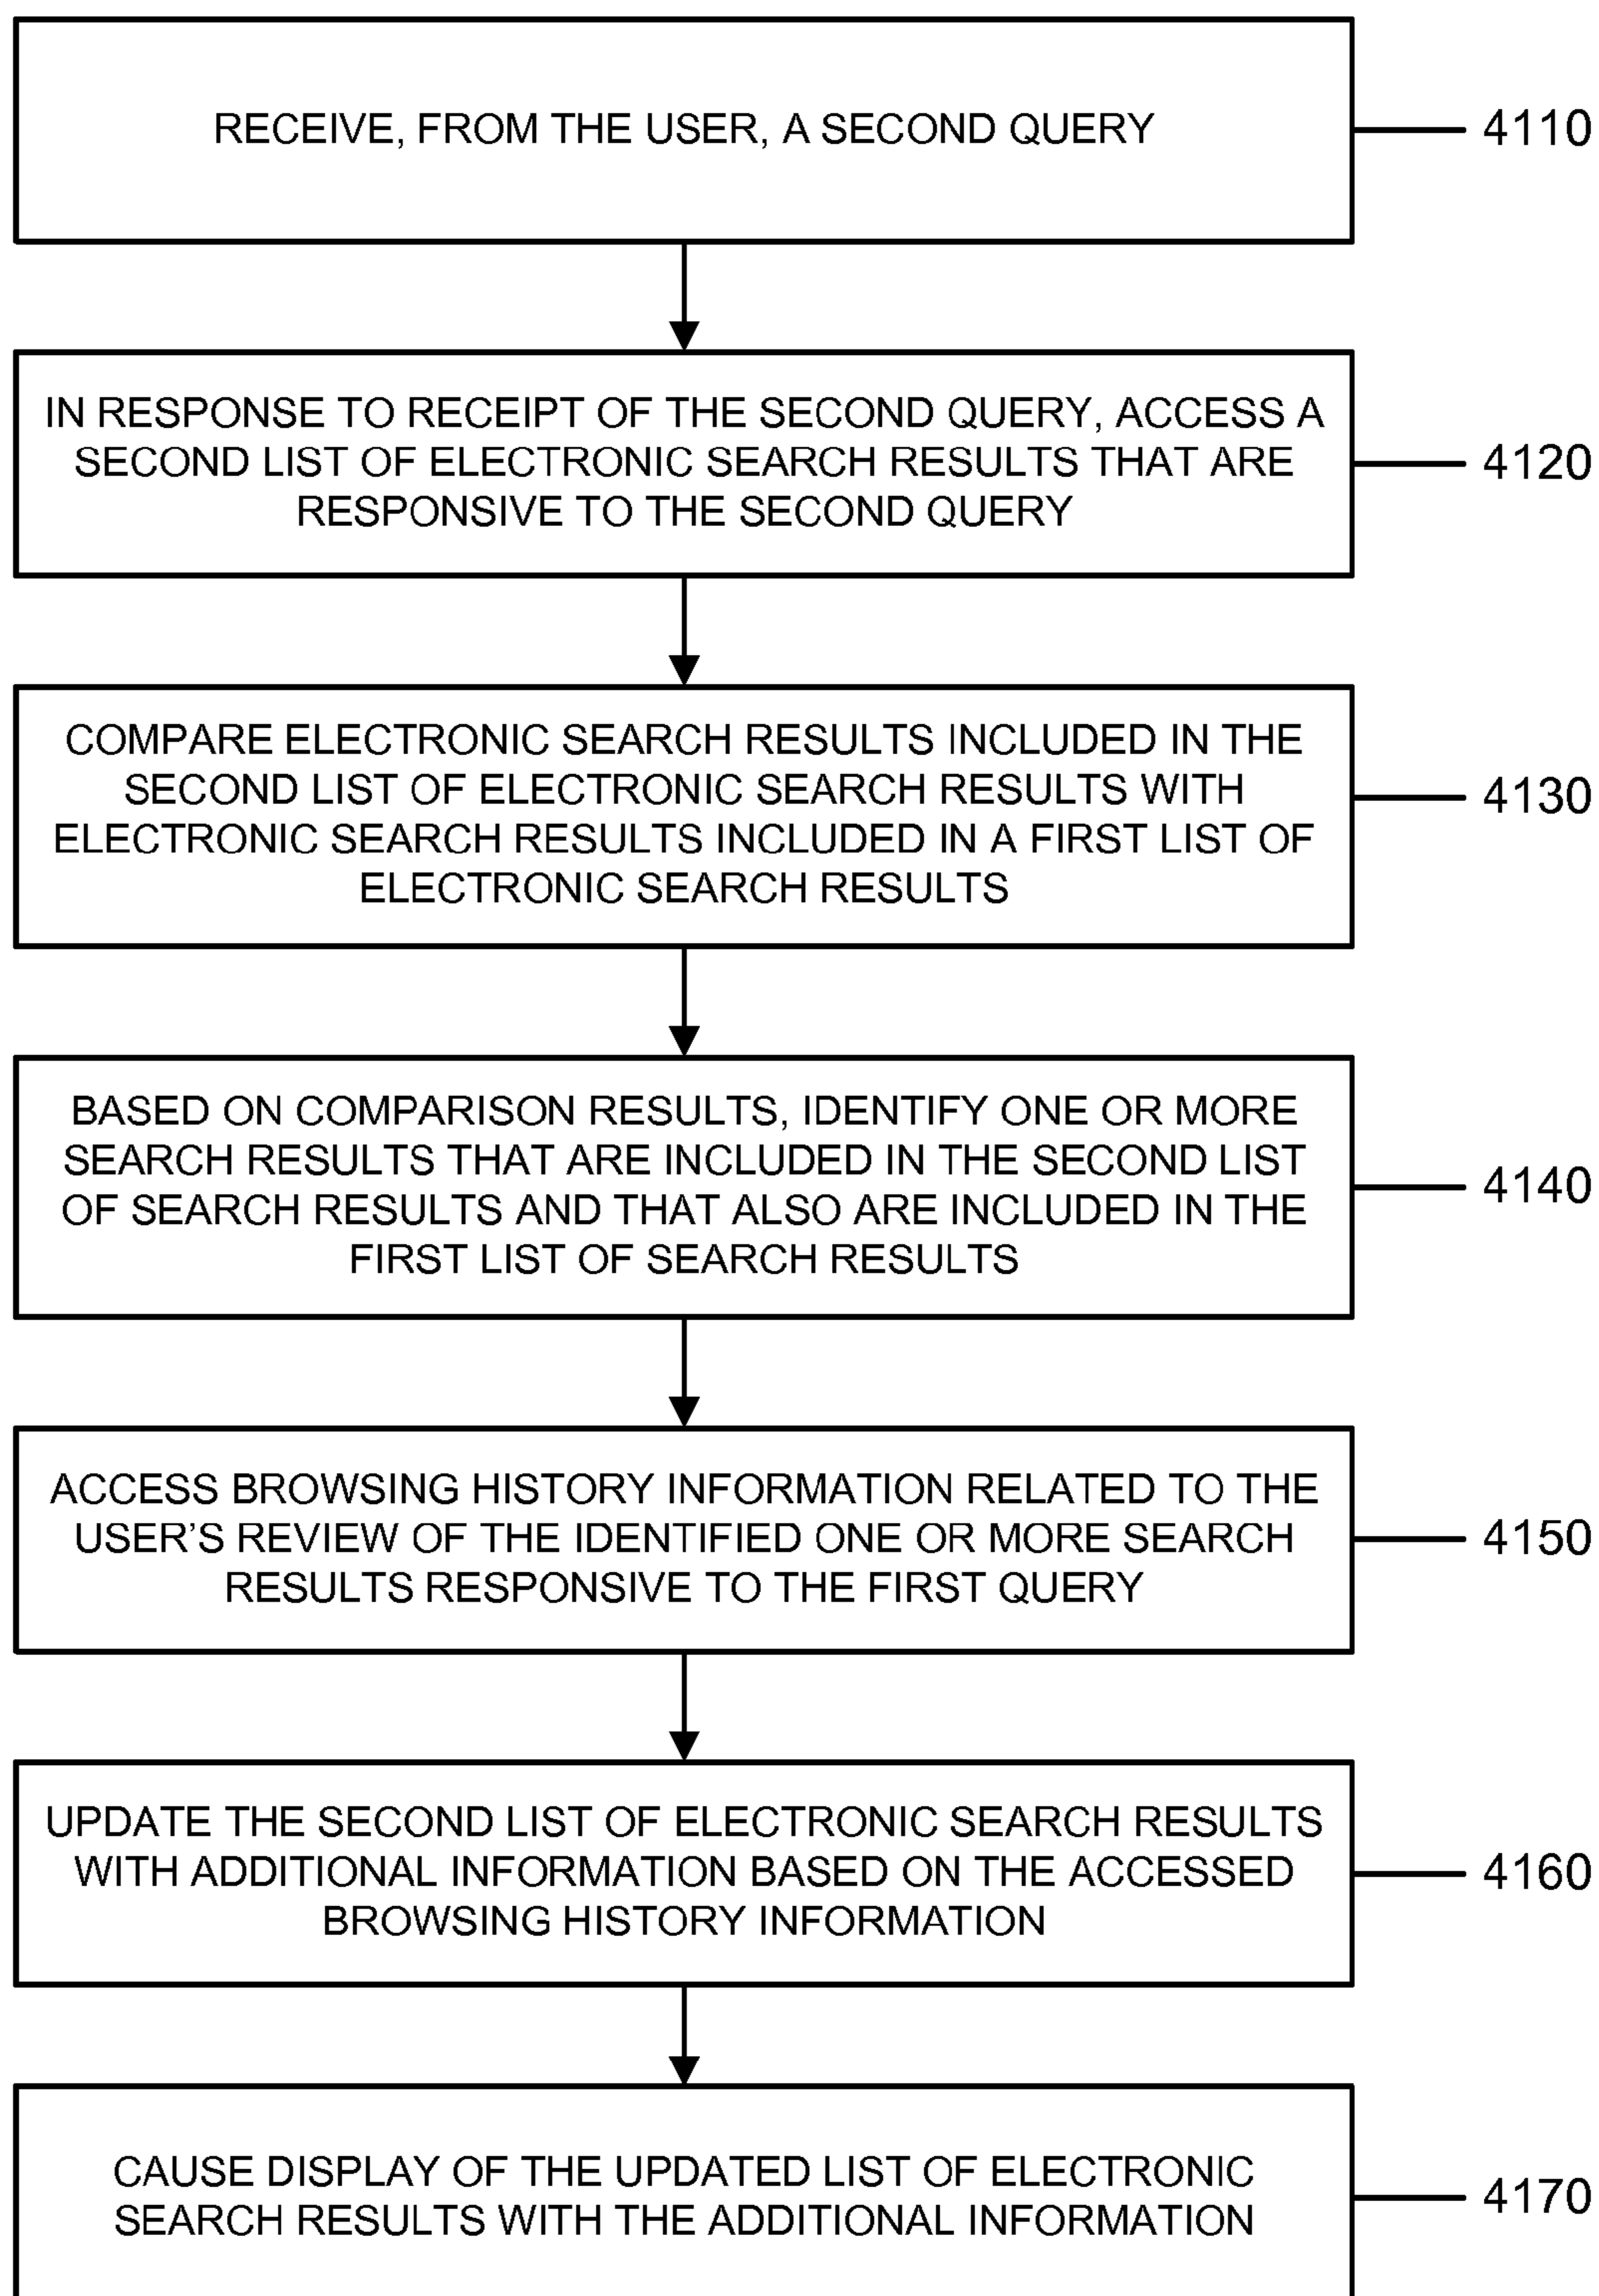 RECEIVE, FROM THE USER, A SECOND QUERY
4110
IN RESPONSE TO RECEIPT OF THE SECOND QUERY, ACCESS A
SECOND LIST OF ELECTRONIC SEARCH RESULTS THAT ARE
RESPONSIVE TO THE SECOND QUERY
4120
COMPARE ELECTRONIC SEARCH RESULTS INCLUDED IN THE
SECOND LIST OF ELECTRONIC SEARCH RESULTS WITH
ELECTRONIC SEARCH RESULTS INCLUDED IN A FIRST LIST OF
ELECTRONIC SEARCH RESULTS
4130
BASED ON COMPARISON RESULTS, IDENTIFY ONE OR MORE
SEARCH RESULTS THAT ARE INCLUDED IN THE SECOND LIST
OF SEARCH RESULTS AND THAT ALSO ARE INCLUDED IN THE
FIRST LIST OF SEARCH RESULTS
4140
ACCESS BROWSING HISTORY INFORMATION RELATED TO THE
USER'S REVIEW OF THE IDENTIFIED ONE OR MORE SEARCH
RESULTS RESPONSIVE TO THE FIRST QUERY
4150
UPDATE THE SECOND LIST OF ELECTRONIC SEARCH RESULTS
WITH ADDITIONAL INFORMATION BASED ON THE ACCESSED
BROWSING HISTORY INFORMATION
4160
CAUSE DISPLAY OF THE UPDATED LIST OF ELECTRONIC
SEARCH RESULTS WITH THE ADDITIONAL INFORMATION
4170